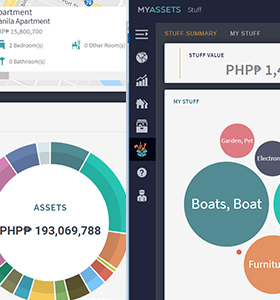 partment
anila Apartment
PHP₱ 15,800,700
2 Bedroom(s)
0 Other Room(s)
0 Bathroom(s)
ASSETS
PHP₱ 193,069,788
MYASSETS Stuff
STUFF SUMMARY MY STUFF
STUFF VALUE
PHP₱ 1,4
MY STUFF
Garden, Pet
Electron
Boats, Boat
Furnitu